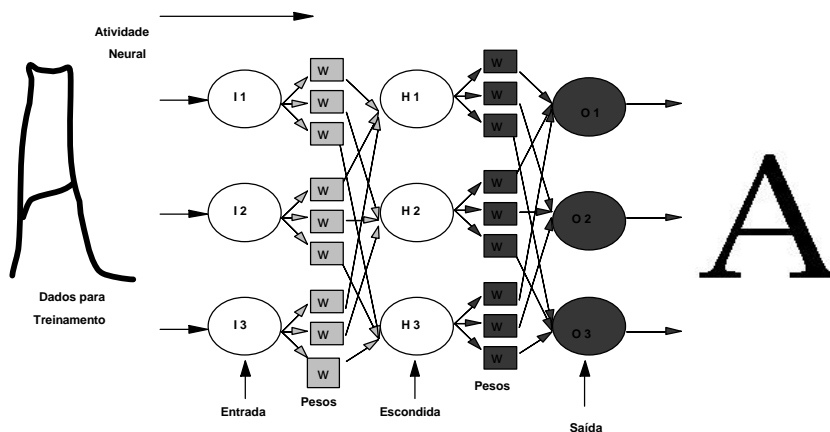 Atividade
Neural
W
W
W
I 1
H 1
W
W
W
O 1
W
W
W
I 2
H 2
W
W
W
O 2
W
W
W
I 3
H 3
W
W
W
O 3
Dados para
Treinamento
Entrada
Pesos
Escondida
Pesos
Saída
A
A